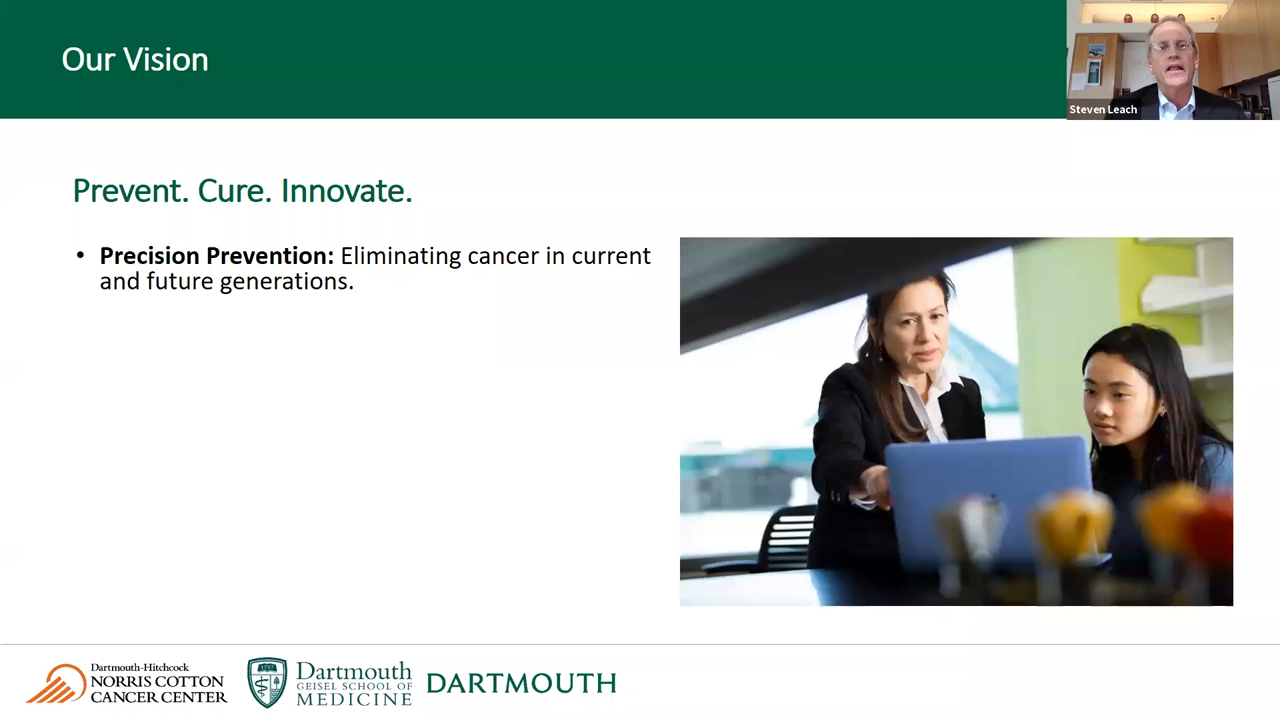 Our Vision
Steven Leach
Prevent. Cure. Innovate.
• Precision Prevention: Eliminating cancer in current
and future generations.
Dartmouth-Hitchcock
NORRIS COTTON
CANCER CENTER
1797
Dartmouth
GEISEL SCHOOL OF
MEDICINE
DARTMOUTH